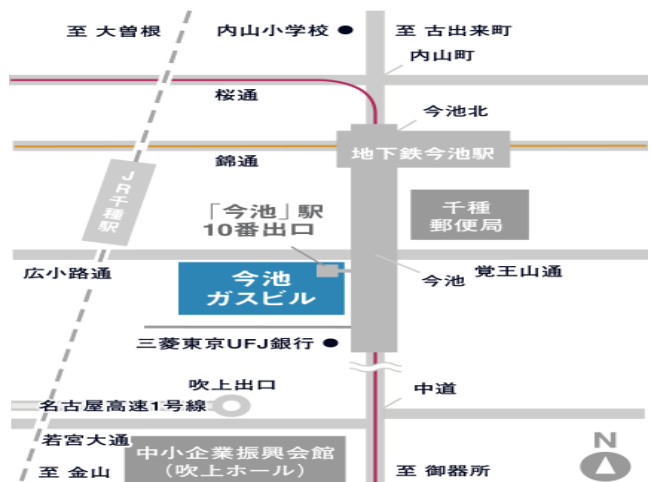 至 大曽根
内山小学校
至 古出来町
内山町
桜通
今池北
地下鉄今池駅
錦通
JR千種駅
千種
郵便局
「今池」駅
10番出口
広小路通
今池
ガスビル
今池
覚王山通
三菱東京UFJ銀行
吹上出口
中道
名古屋高速1号線
若宮大通
中小企業振興会館
(吹上ホール)
至 金山
至 御器所
N